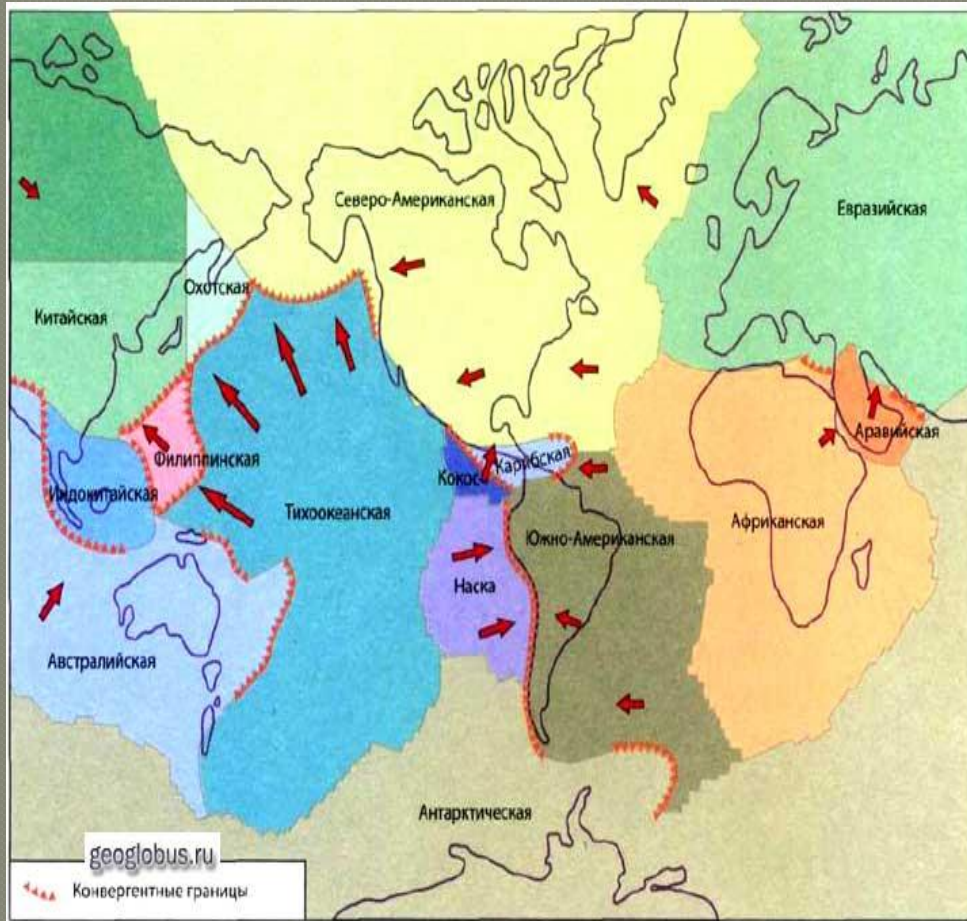 Северо-Американская
Евразийская
Охотская
Китайская
Филиппинская
Индокитайская
Тихоокеанская
Кокос
Карибская
Аравийская
Африканская
Южно-Американская
Наска
Австралийская
Антарктическая
geoglobus.ru
Конвергентные границы